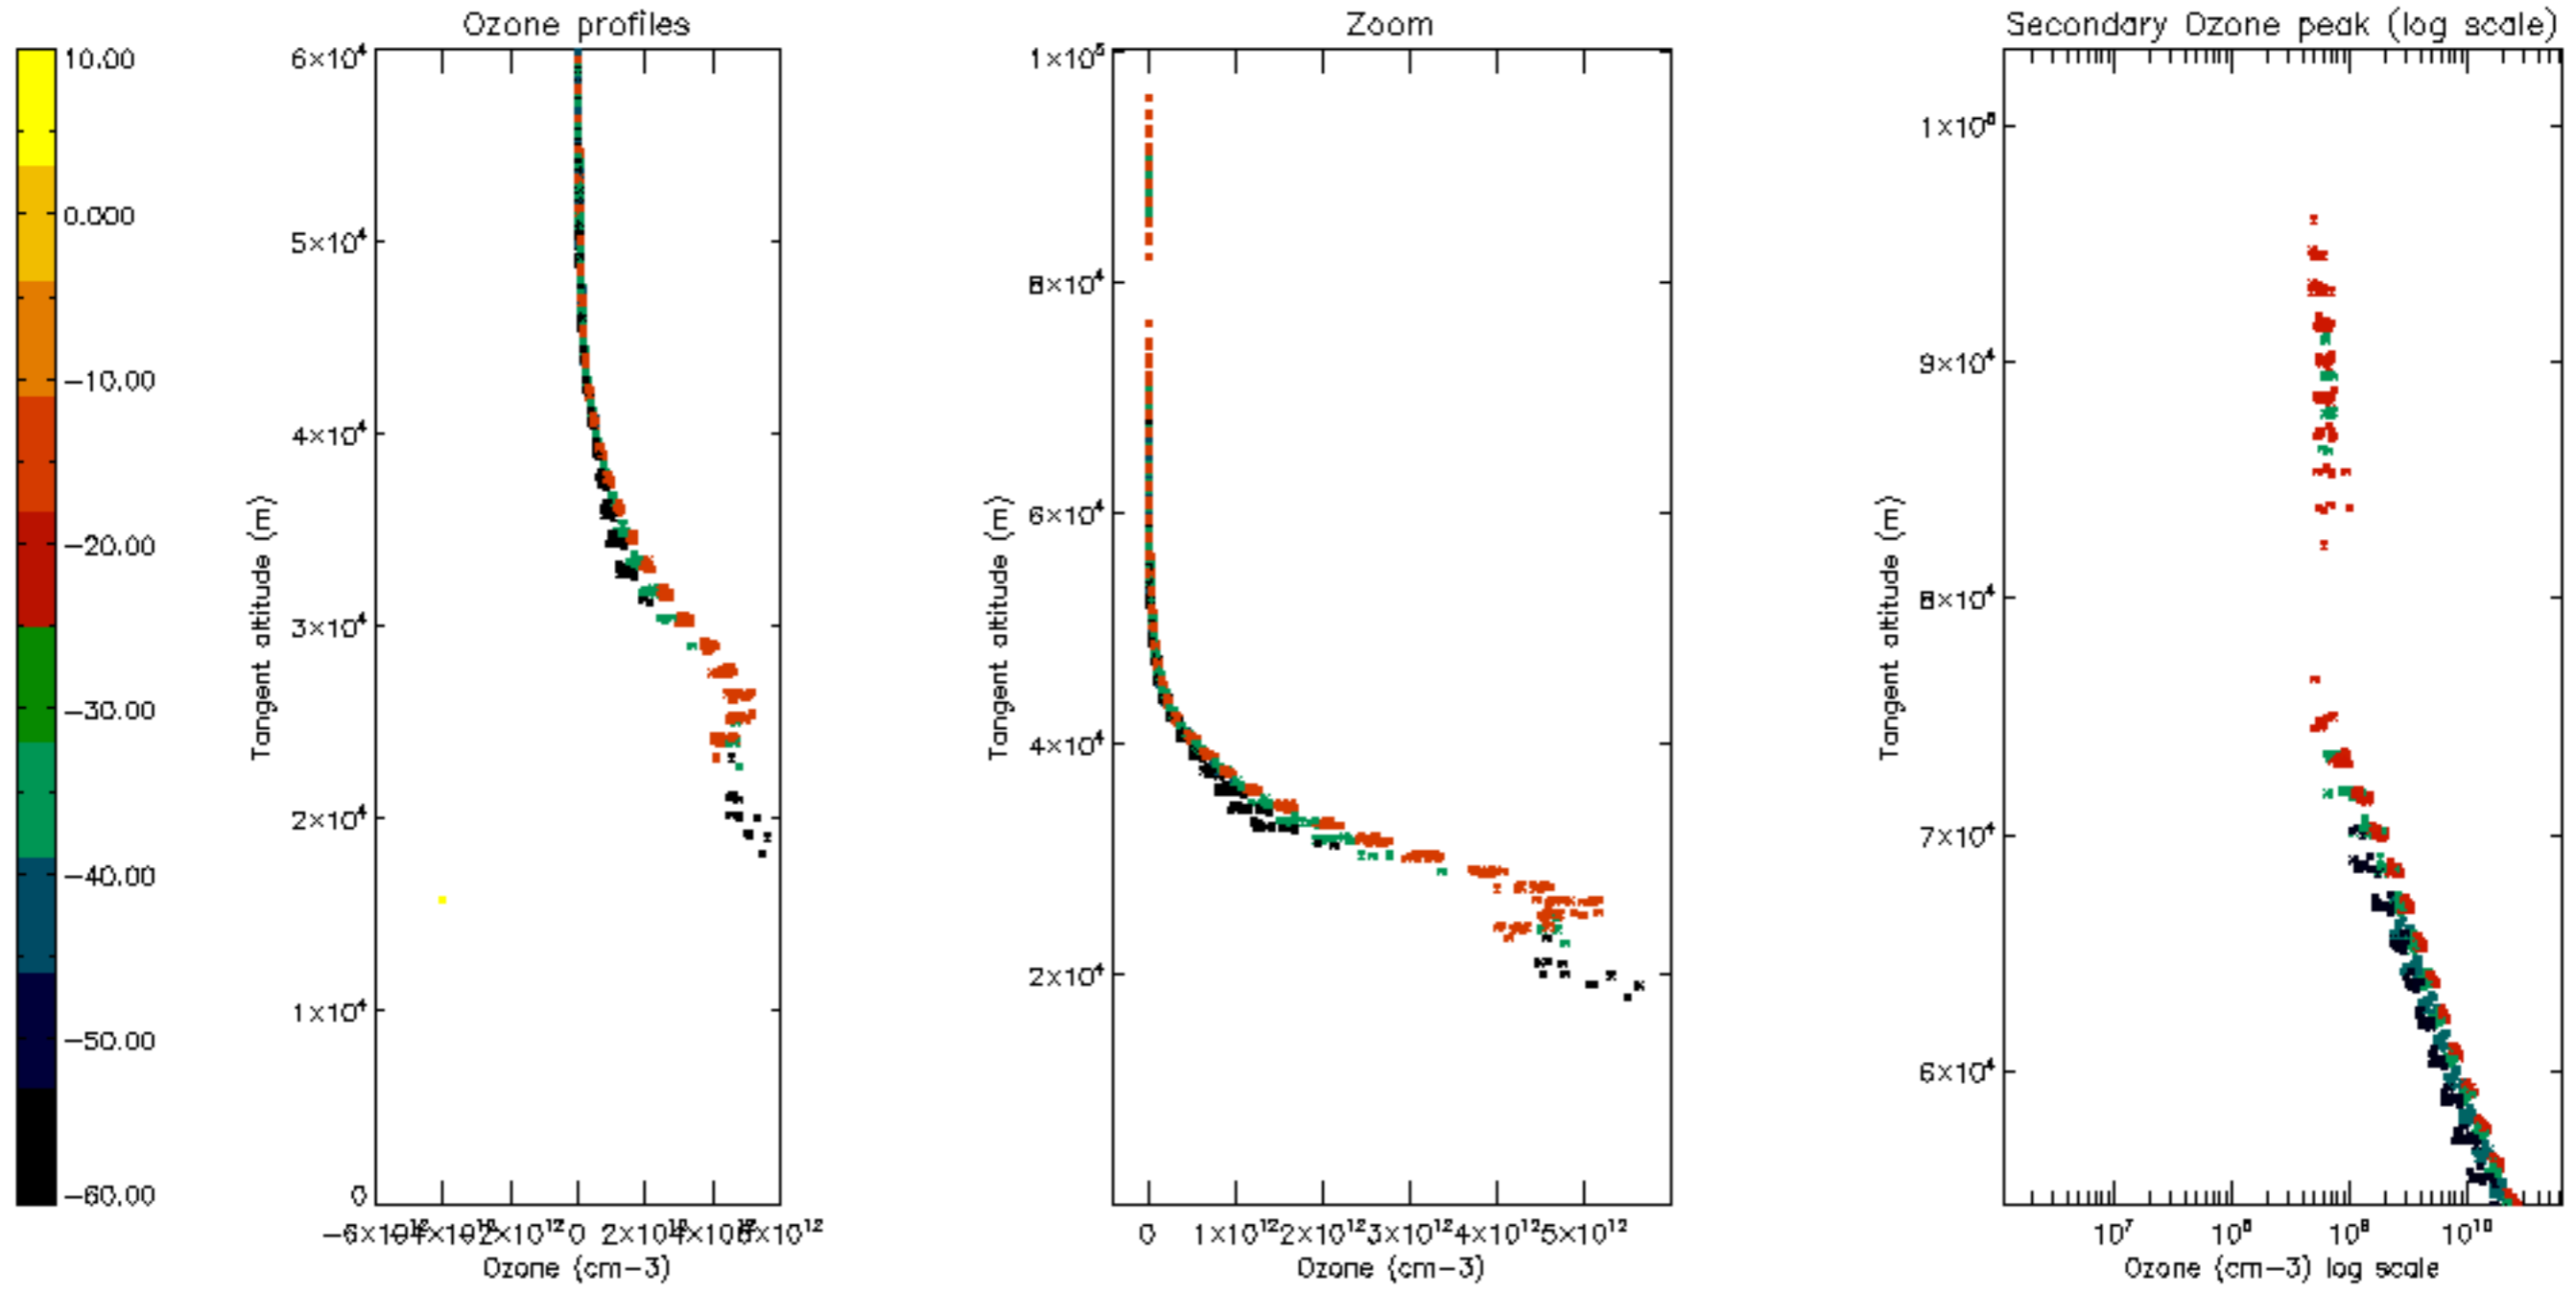 Ozone profiles
Zoom
Secondary Ozone peak (log scale)
10.00
0.000
−10.00
−20.00
−30.00
−40.00
−50.00
−60.00
6×10⁴
5×10⁴
4×10⁴
3×10⁴
2×10⁴
1×10⁴
0
Tangent altitude (m)
0 2×10¹² 6×10¹²
Ozone (cm−3)
1×10⁵
8×10⁴
6×10⁴
4×10⁴
2×10⁴
Tangent altitude (m)
0 1×10¹² 2×10¹² 3×10¹² 4×10¹² 5×10¹²
Ozone (cm−3)
1×10⁵
9×10⁴
8×10⁴
7×10⁴
6×10⁴
Tangent altitude (m)
10⁷ 10⁸ 10⁹ 10¹⁰
Ozone (cm−3) log scale